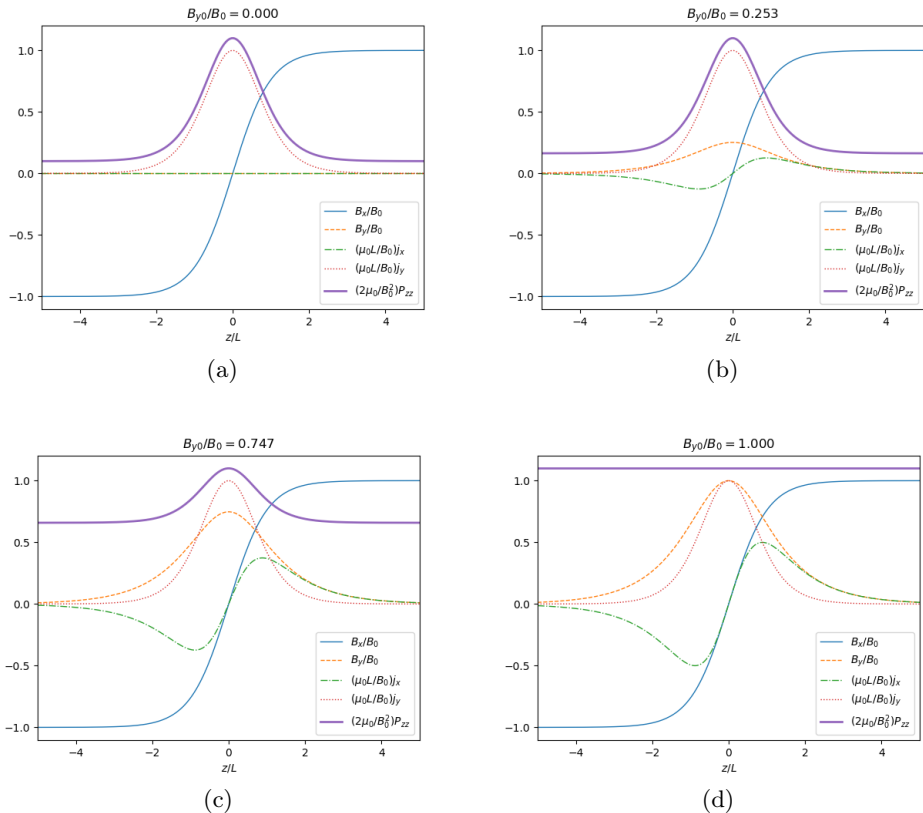 B_{y0}/B_0 = 0.000
1.0
0.5
0.0
−0.5
−1.0
B_x/B_0
B_y/B_0
(μ_0L/B_0)j_x
(μ_0L/B_0)j_y
(2μ_0/B_0^2)P_{zz}
−4 −2 0 2 4
z/L
(a)
B_{y0}/B_0 = 0.253
1.0
0.5
0.0
−0.5
−1.0
B_x/B_0
B_y/B_0
(μ_0L/B_0)j_x
(μ_0L/B_0)j_y
(2μ_0/B_0^2)P_{zz}
−4 −2 0 2 4
z/L
(b)
B_{y0}/B_0 = 0.747
1.0
0.5
0.0
−0.5
−1.0
B_x/B_0
B_y/B_0
(μ_0L/B_0)j_x
(μ_0L/B_0)j_y
(2μ_0/B_0^2)P_{zz}
−4 −2 0 2 4
z/L
(c)
B_{y0}/B_0 = 1.000
1.0
0.5
0.0
−0.5
−1.0
B_x/B_0
B_y/B_0
(μ_0L/B_0)j_x
(μ_0L/B_0)j_y
(2μ_0/B_0^2)P_{zz}
−4 −2 0 2 4
z/L
(d)